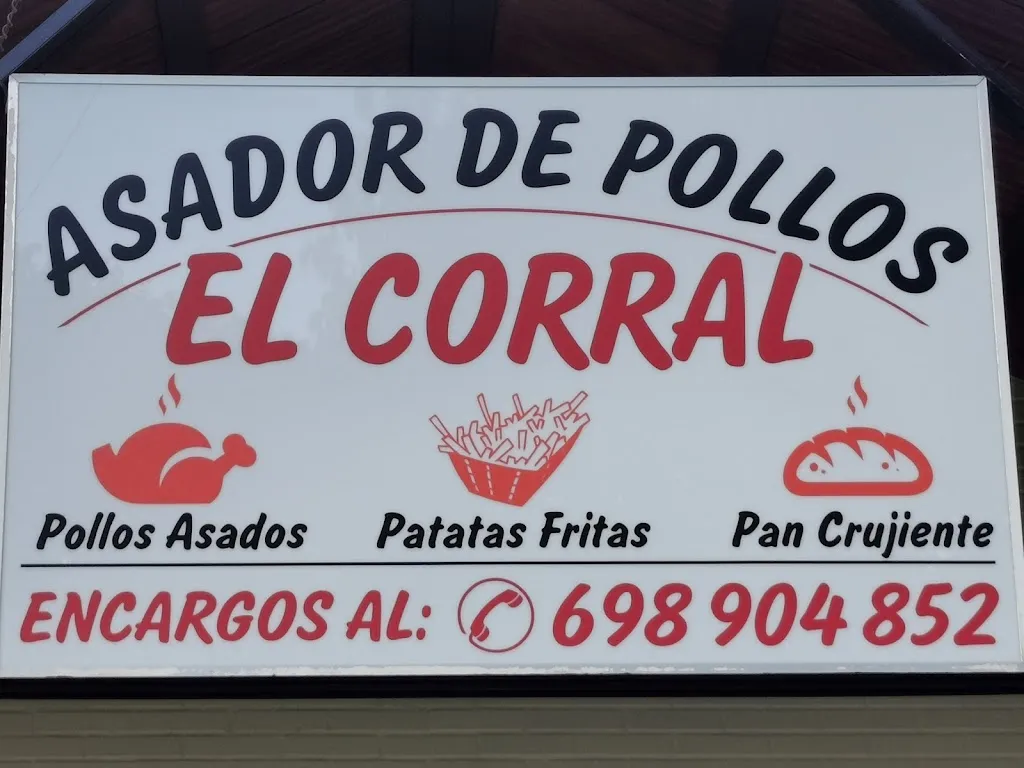 ASADOR DE POLLOS
EL CORRAL
Pollos Asados
Patatas Fritas
Pan Crujiente
ENCARGOS AL: 698 904 852